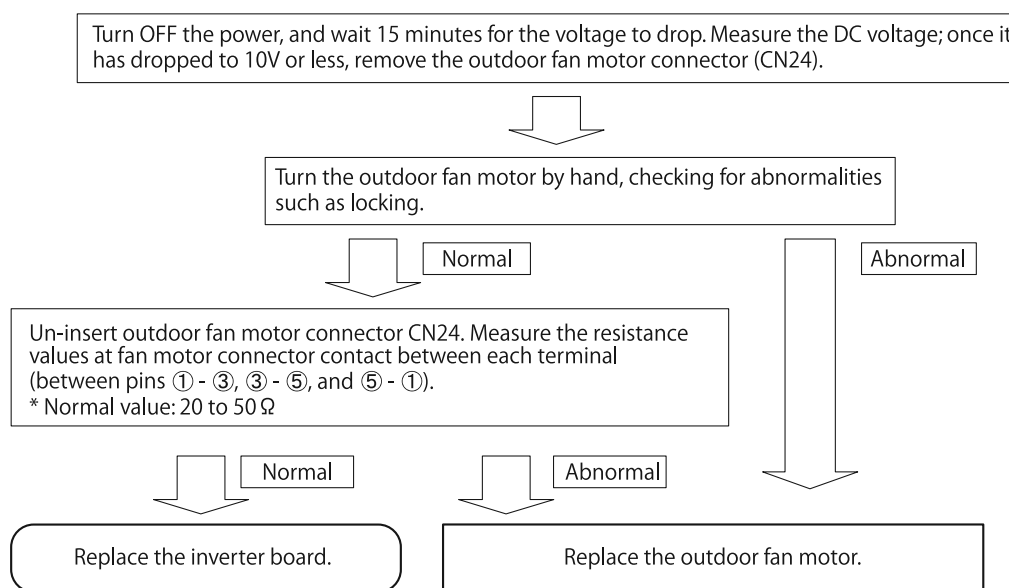 Turn OFF the power, and wait 15 minutes for the voltage to drop. Measure the DC voltage; once it
has dropped to 10V or less, remove the outdoor fan motor connector (CN24).
Turn the outdoor fan motor by hand, checking for abnormalities
such as locking.
Normal
Abnormal
Un-insert outdoor fan motor connector CN24. Measure the resistance
values at fan motor connector contact between each terminal
(between pins ① - ③, ③ - ⑤, and ⑤ - ①).
* Normal value: 20 to 50 Ω
Normal
Abnormal
Replace the inverter board.
Replace the outdoor fan motor.